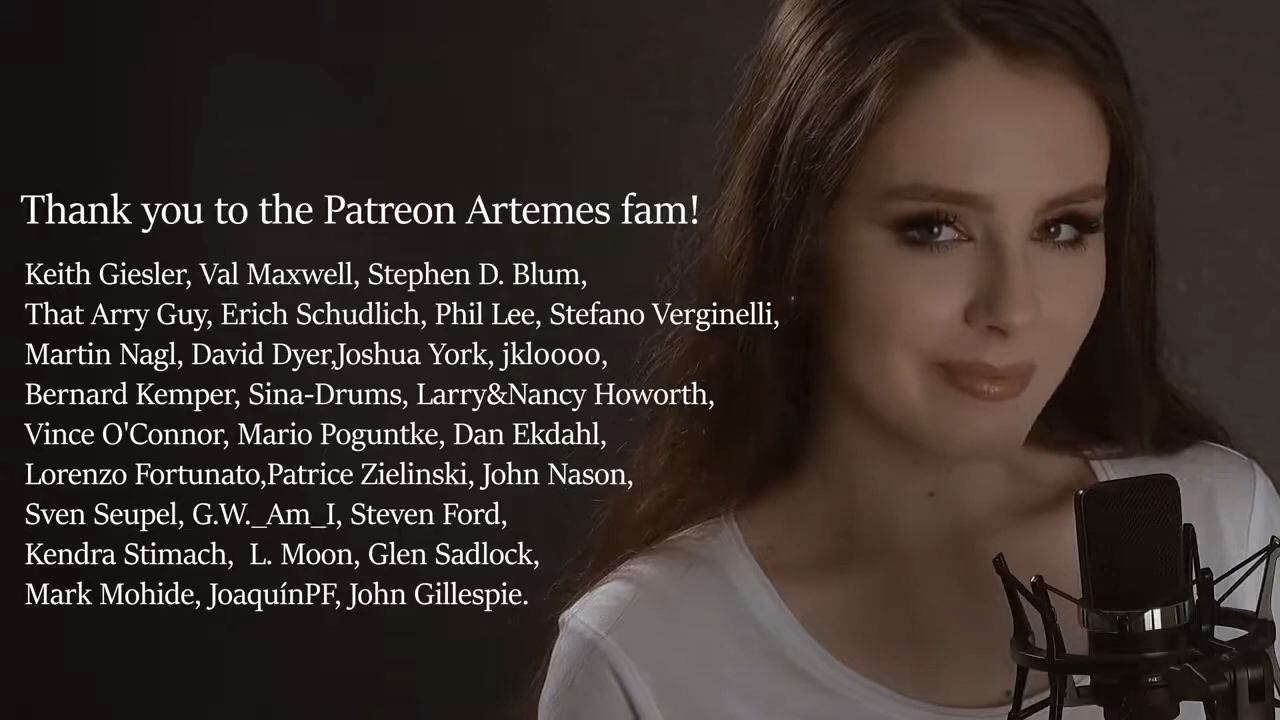 Thank you to the Patreon Artemes fam!
Keith Giesler, Val Maxwell, Stephen D. Blum,
That Arry Guy, Erich Schudlich, Phil Lee, Stefano Verginelli,
Martin Nagl, David Dyer,Joshua York, jkloooo,
Bernard Kemper, Sina-Drums, Larry&Nancy Howorth,
Vince O'Connor, Mario Poguntke, Dan Ekdahl,
Lorenzo Fortunato,Patrice Zielinski, John Nason,
Sven Seupel, G.W._Am_I, Steven Ford,
Kendra Stimach,  L. Moon, Glen Sadlock,
Mark Mohide, JoaquínPF, John Gillespie.